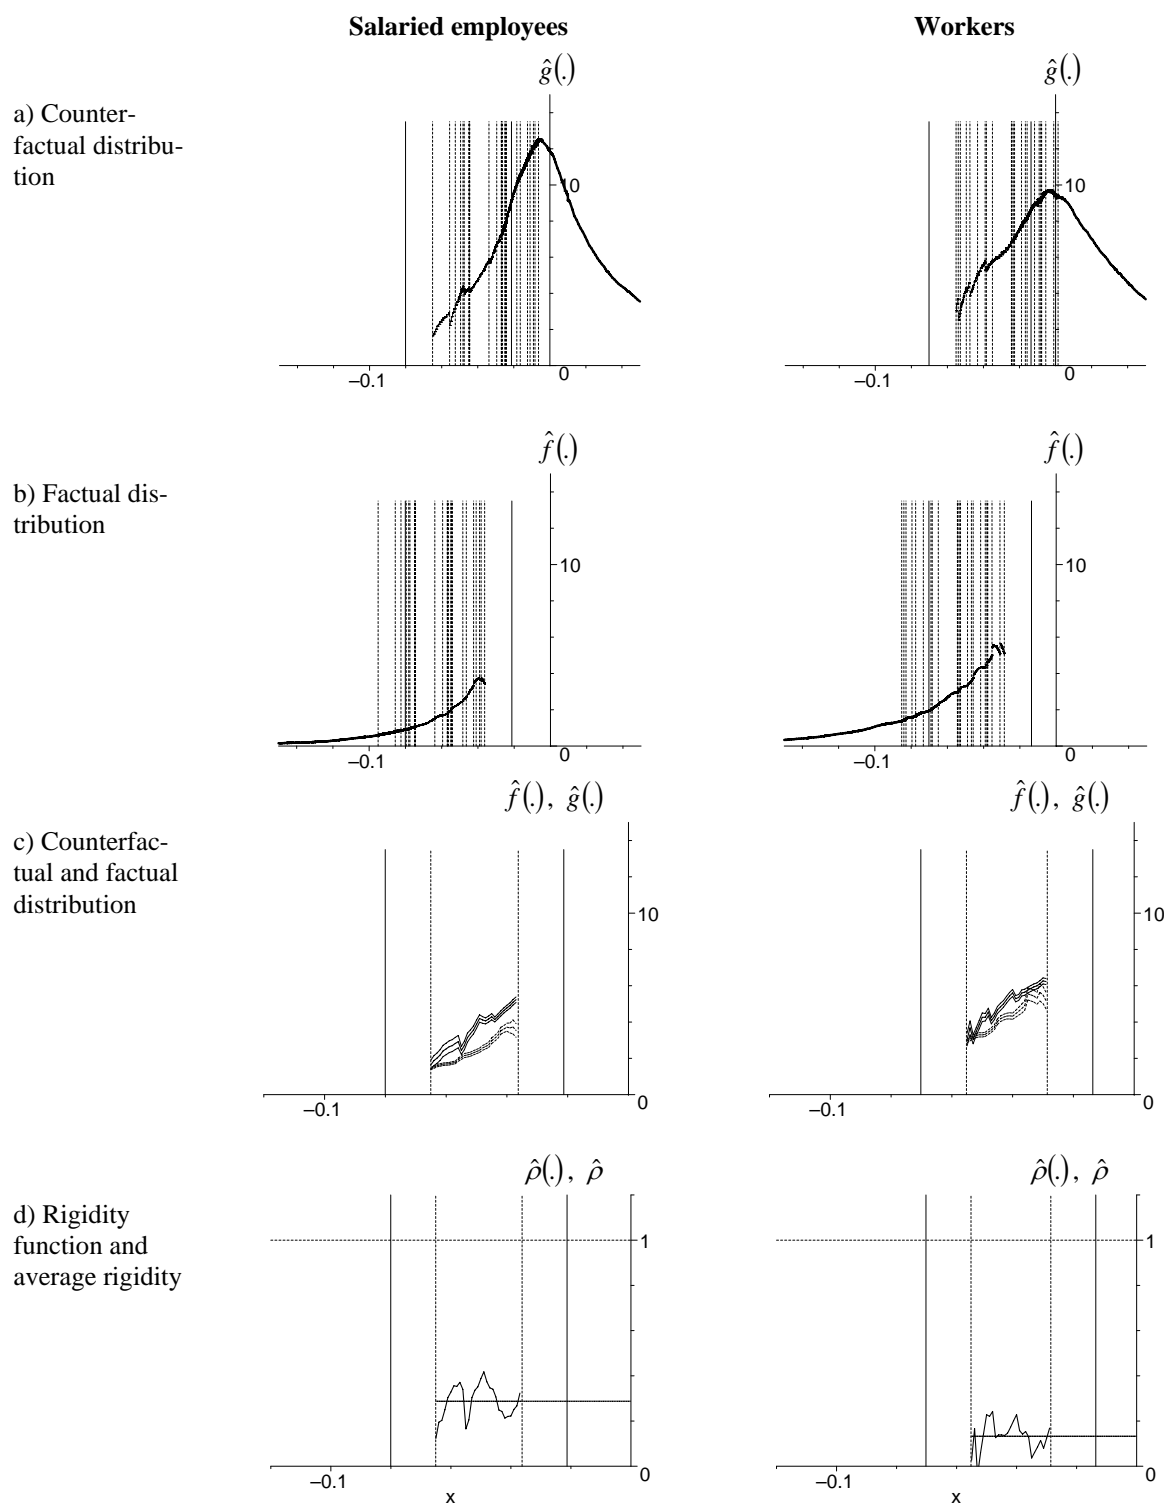 Salaried employees
Workers
ĝ(.)
ĝ(.)
a) Counter-
factual distribu-
tion
10
10
−0.1
0
−0.1
0
f̂(.)
f̂(.)
b) Factual dis-
tribution
10
10
−0.1
0
−0.1
0
f̂(.), ĝ(.)
f̂(.), ĝ(.)
c) Counterfac-
tual and factual
distribution
10
10
−0.1
0
−0.1
0
ρ̂(.), ρ̂
ρ̂(.), ρ̂
d) Rigidity
function and
average rigidity
1
1
−0.1
0
−0.1
0
x
x